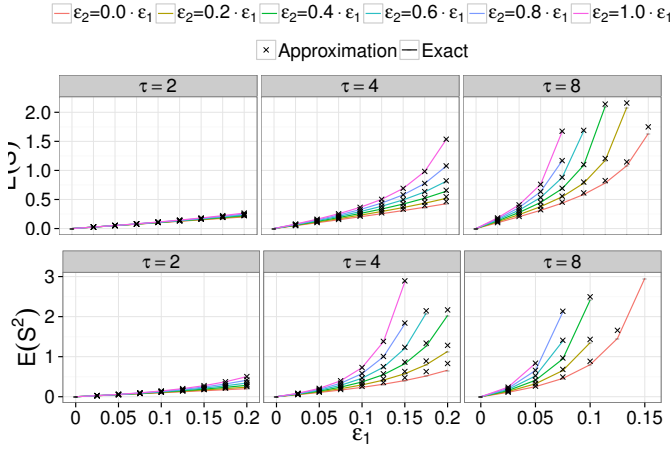 ε₂=0.0 · ε₁ ε₂=0.2 · ε₁ ε₂=0.4 · ε₁ ε₂=0.6 · ε₁ ε₂=0.8 · ε₁ ε₂=1.0 · ε₁
× Approximation – Exact
τ = 2 τ = 4 τ = 8
2.0
1.5
1.0
0.5
0.0
E(S)
τ = 2 τ = 4 τ = 8
3
2
1
0
E(S²)
0 0.05 0.1 0.15 0.2 0 0.05 0.1 0.15 0.2 0 0.05 0.1 0.15
ε₁